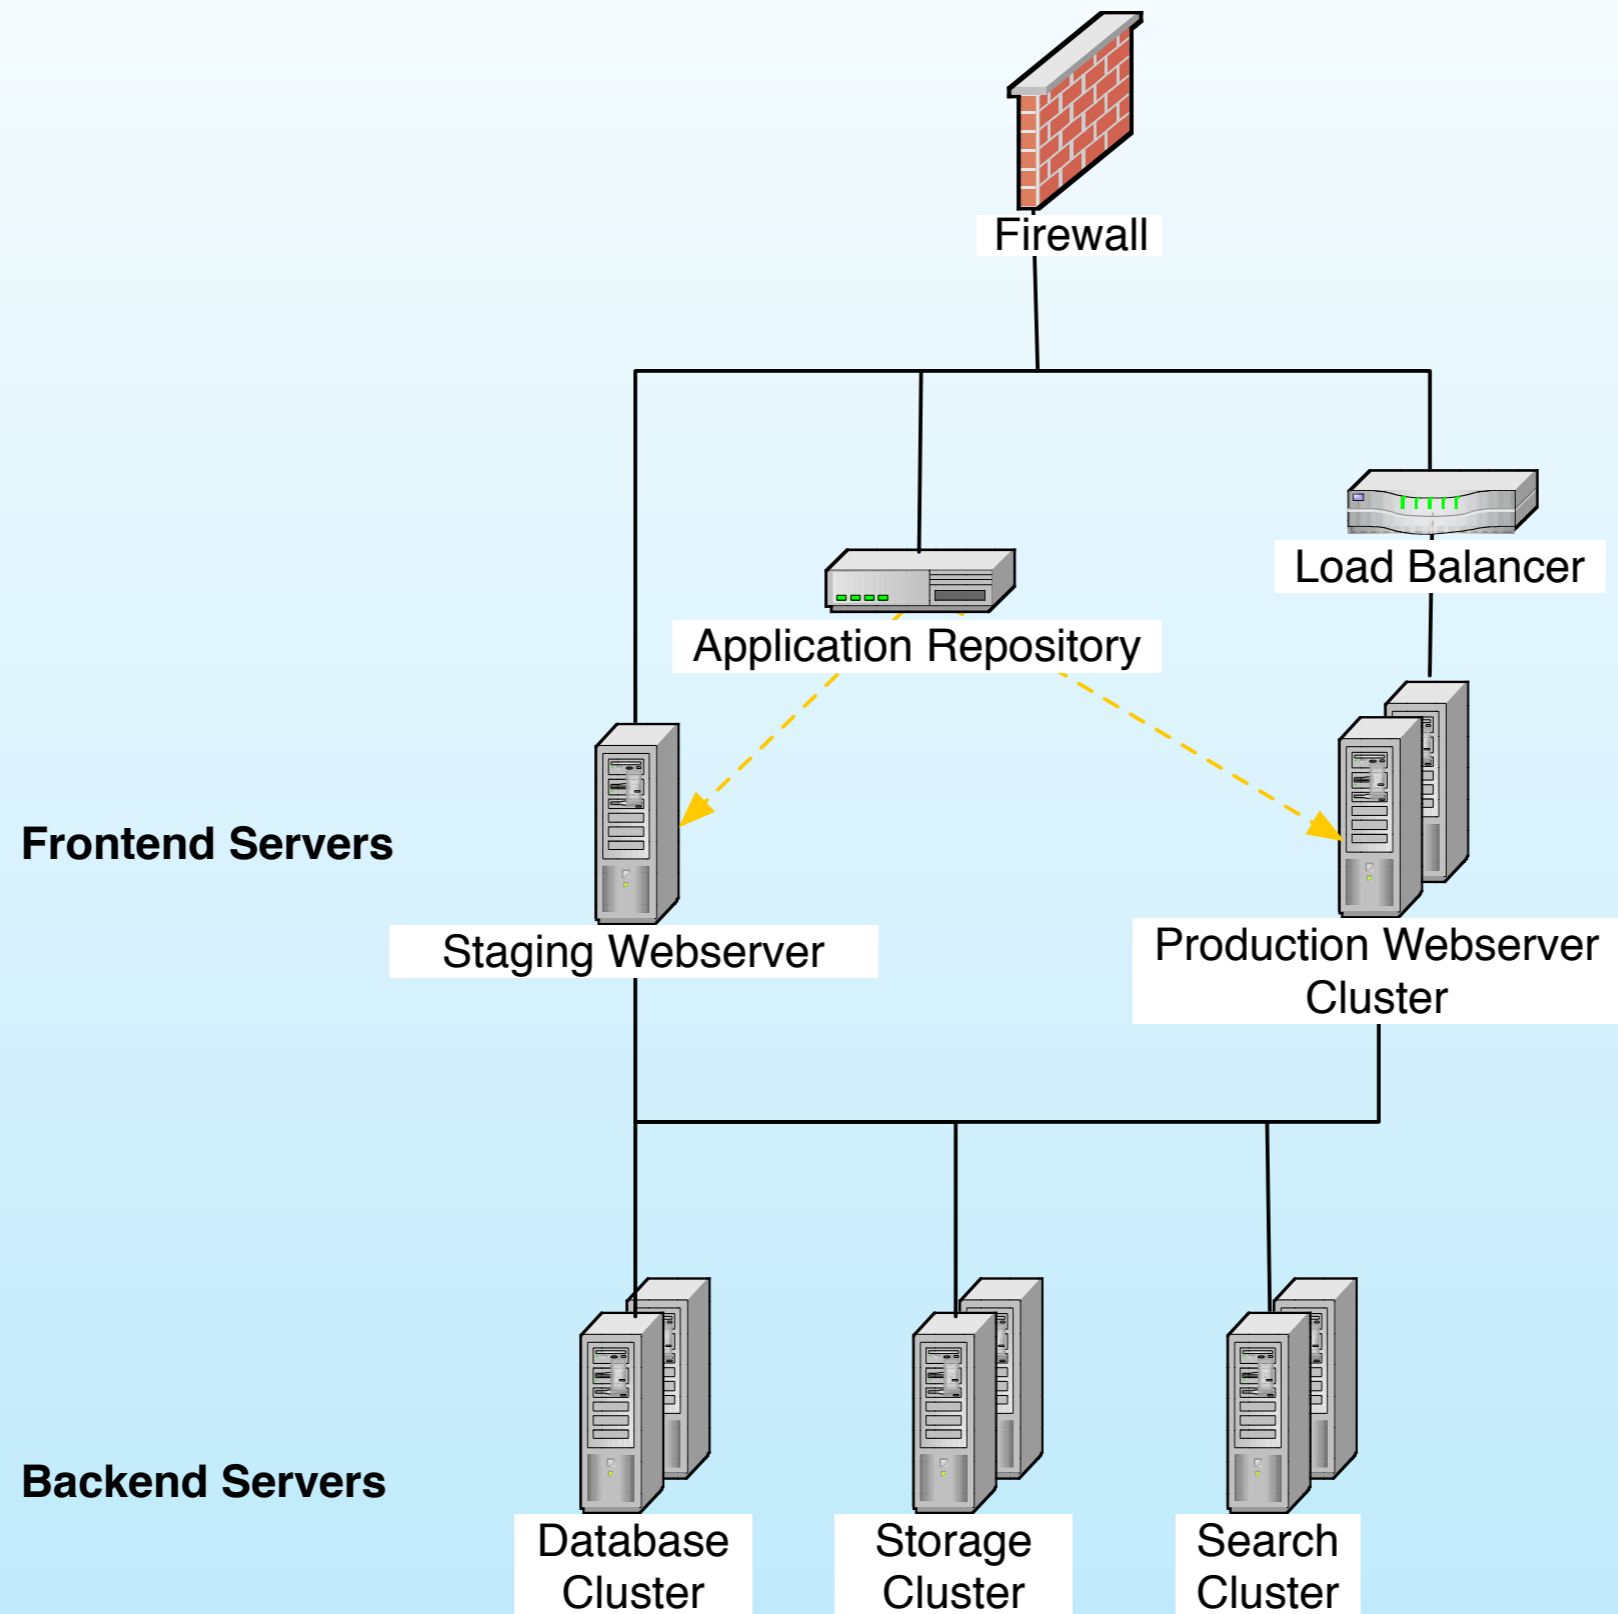 Firewall
Load Balancer
Application Repository
Frontend Servers
Staging Webserver
Production Webserver
Cluster
Backend Servers
Database
Cluster
Storage
Cluster
Search
Cluster